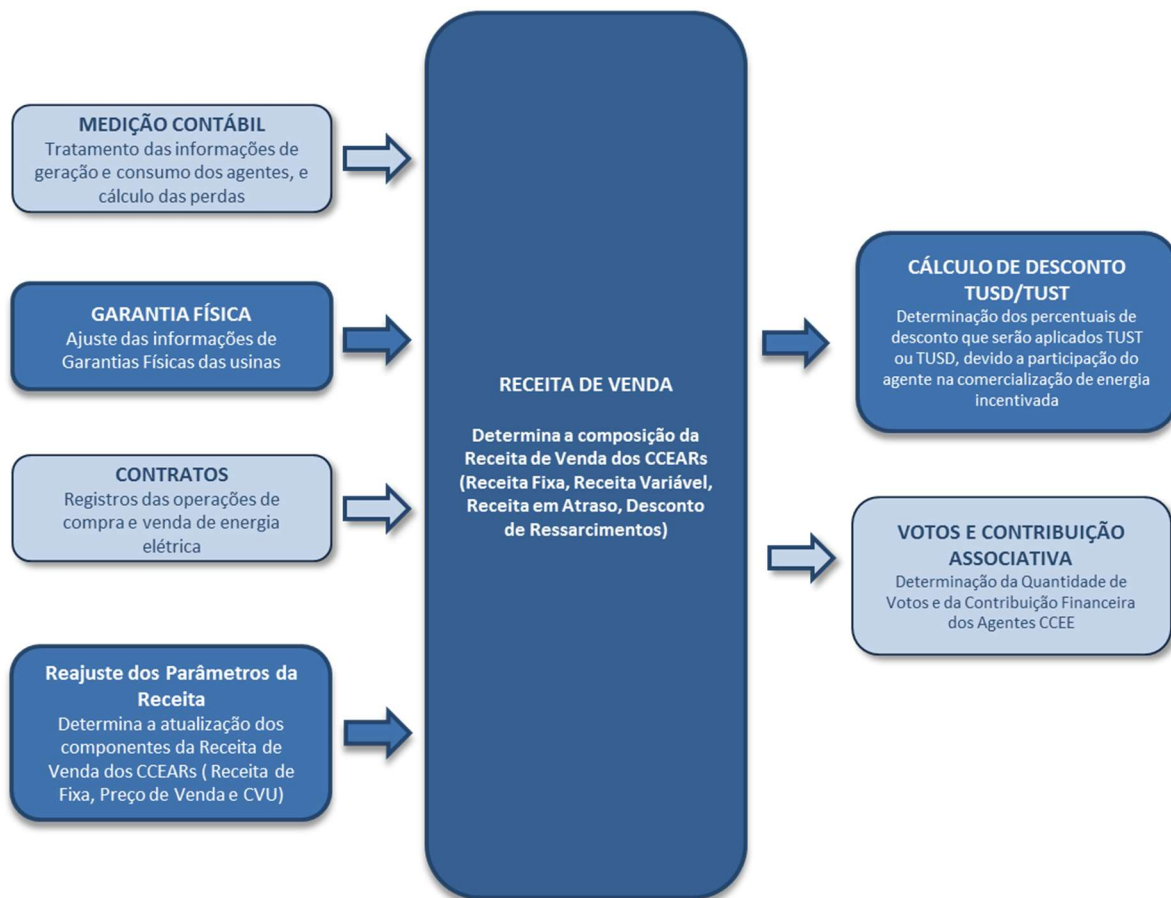 MEDIÇÃO CONTÁBIL
Tratamento das informações de
geração e consumo dos agentes, e
cálculo das perdas
GARANTIA FÍSICA
Ajuste das informações de
Garantias Físicas das usinas
CONTRATOS
Registros das operações de
compra e venda de energia
elétrica
Reajuste dos Parâmetros da
Receita
Determina a atualização dos
componentes da Receita de
Venda dos CCEARs ( Receita de
Fixa, Preço de Venda e CVU)
RECEITA DE VENDA
Determina a composição da
Receita de Venda dos CCEARs
(Receita Fixa, Receita Variável,
Receita em Atraso, Desconto
de Ressarcimentos)
CÁLCULO DE DESCONTO
TUSD/TUST
Determinação dos percentuais de
desconto que serão aplicados TUST
ou TUSD, devido a participação do
agente na comercialização de energia
incentivada
VOTOS E CONTRIBUIÇÃO
ASSOCIATIVA
Determinação da Quantidade de
Votos e da Contribuição Financeira
dos Agentes CCEE